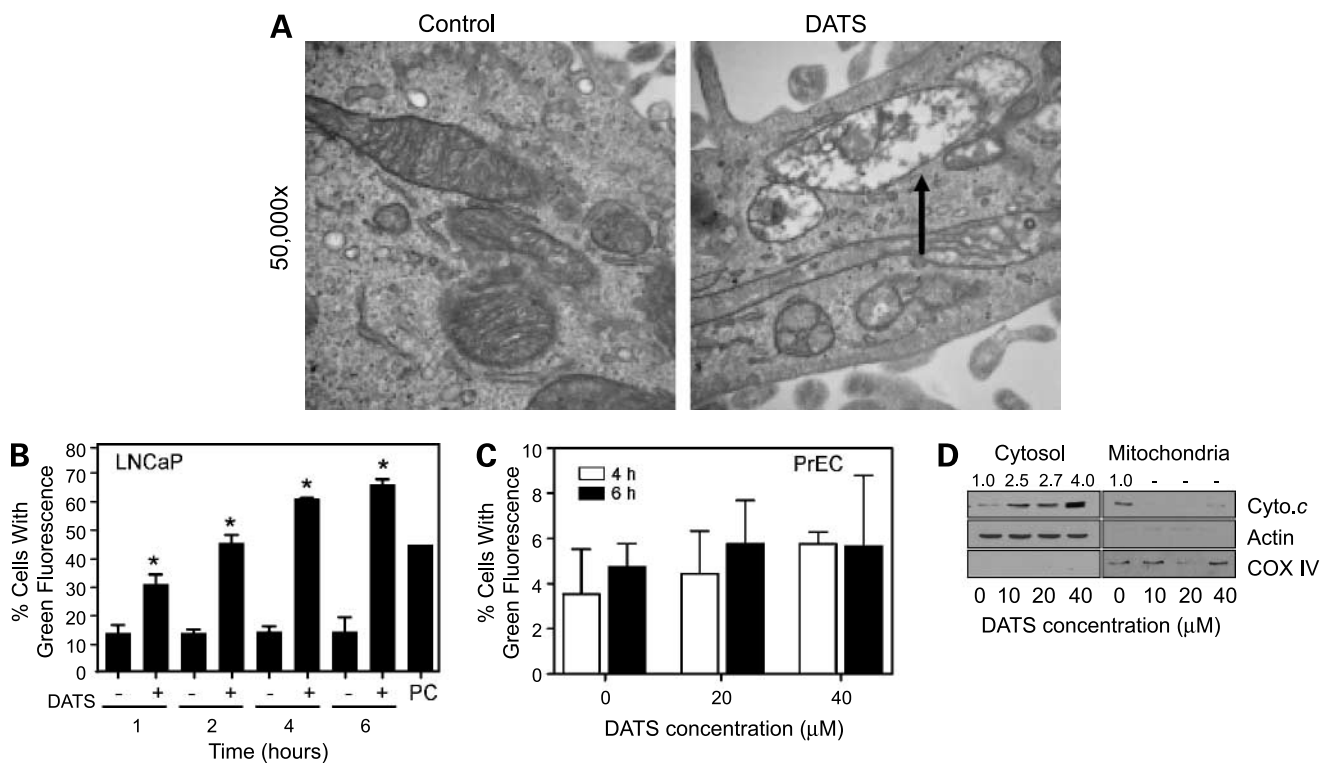 A
Control
DATS
50,000x
B
LNCaP
% Cells With
Green Fluorescence
80
70
60
50
40
30
20
10
0
* * * *
DATS - + - + - + - + PC
1 2 4 6
Time (hours)
C
PrEC
4 h
6 h
% Cells With
Green Fluorescence
10
8
6
4
2
0
0 20 40
DATS concentration (μM)
D
Cytosol Mitochondria
1.0 2.5 2.7 4.0 1.0 - - -
Cyto.c
Actin
COX IV
0 10 20 40 0 10 20 40
DATS concentration (μM)